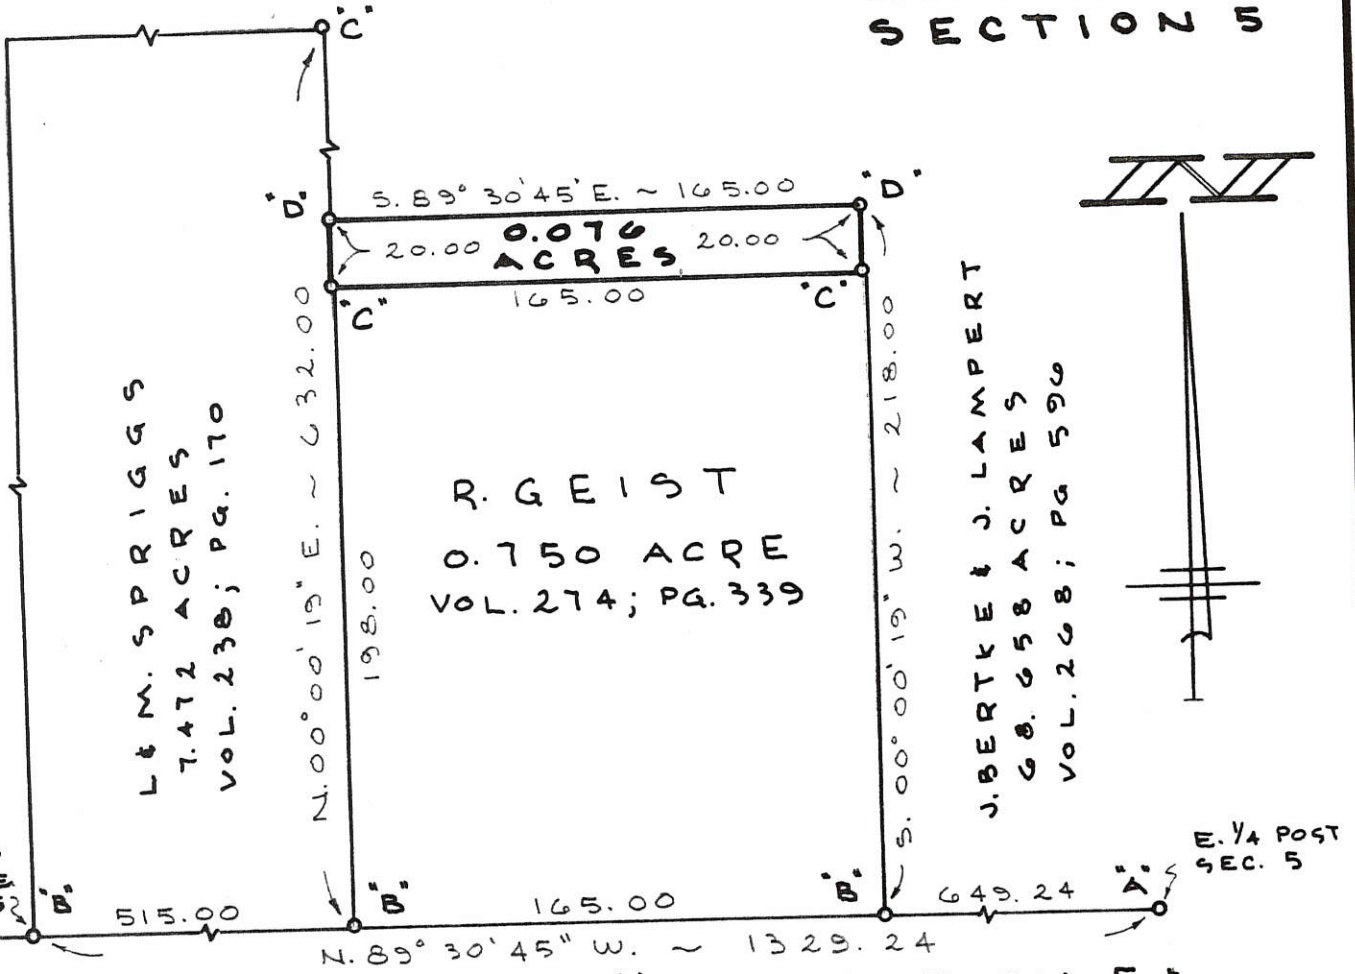 SECTION 5
"C"
"D"
S. 89° 30' 45' E. ~ 165.00
"D"
20.00
0.076
ACRES
20.00
"C"
165.00
"C"
L & M. SPRIGGS
7.472 ACRES
VOL. 238; PG. 170
N. 00° 00' 19" E. ~ 632.00
198.00
R. GEIST
0.750 ACRE
VOL. 274; PG. 339
S. 00° 00' 19" W. ~ 218.00
J. BERTKE & J. LAMPERT
68.658 ACRES
VOL. 268; PG 596
N
E. 1/4 POST
SEC. 5
"B"
515.00
"B"
165.00
"B"
649.24
"A"
N. 89° 30' 45" W. ~ 1329.24